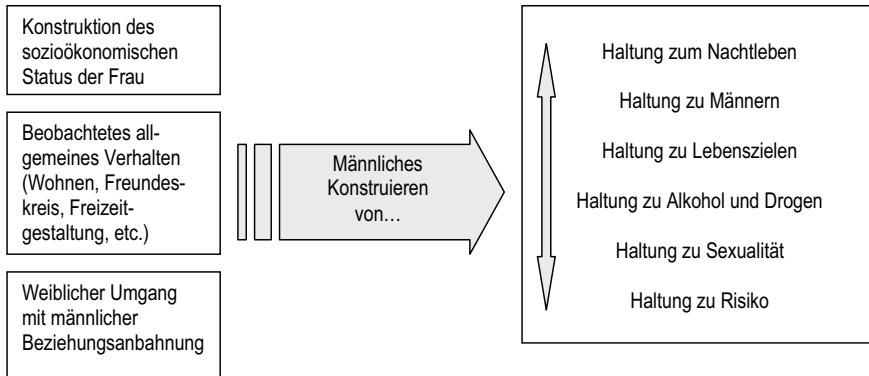 Konstruktion des
sozioökonomischen
Status der Frau
Beobachtetes all-
gemeines Verhalten
(Wohnen, Freundes-
kreis, Freizeit-
gestaltung, etc.)
Weiblicher Umgang
mit männlicher
Beziehungsanbahnung
Männliches
Konstruieren
von…
Haltung zum Nachtleben
Haltung zu Männern
Haltung zu Lebenszielen
Haltung zu Alkohol und Drogen
Haltung zu Sexualität
Haltung zu Risiko